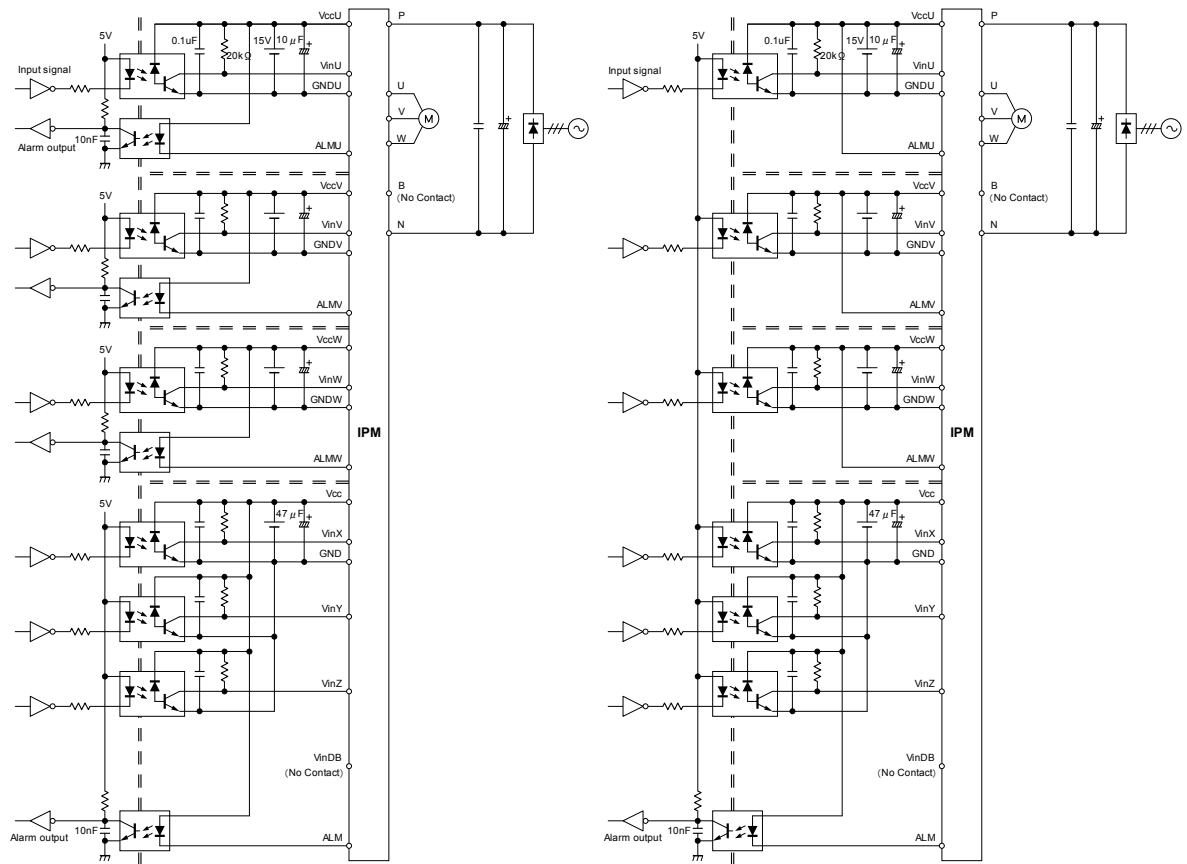 VccU
P
5V
0.1uF
20kΩ
15V
10μF
+
+
Input signal
VinU
GNDU
U
V
W
M
10nF
Alarm output
ALMU
5V
VccV
B
(No Contact)
+
VinV
N
GNDV
ALMV
5V
VccW
+
VinW
GNDW
IPM
ALMW
5V
Vcc
47μF
+
VinX
GND
VinY
VinZ
VinDB
(No Contact)
10nF
Alarm output
ALM
VccU
P
5V
0.1uF
20kΩ
15V
10μF
+
+
Input signal
VinU
GNDU
U
V
W
M
ALMU
VccV
B
(No Contact)
+
VinV
N
GNDV
ALMV
VccW
+
VinW
GNDW
IPM
ALMW
Vcc
47μF
+
VinX
GND
VinY
VinZ
VinDB
(No Contact)
10nF
Alarm output
ALM